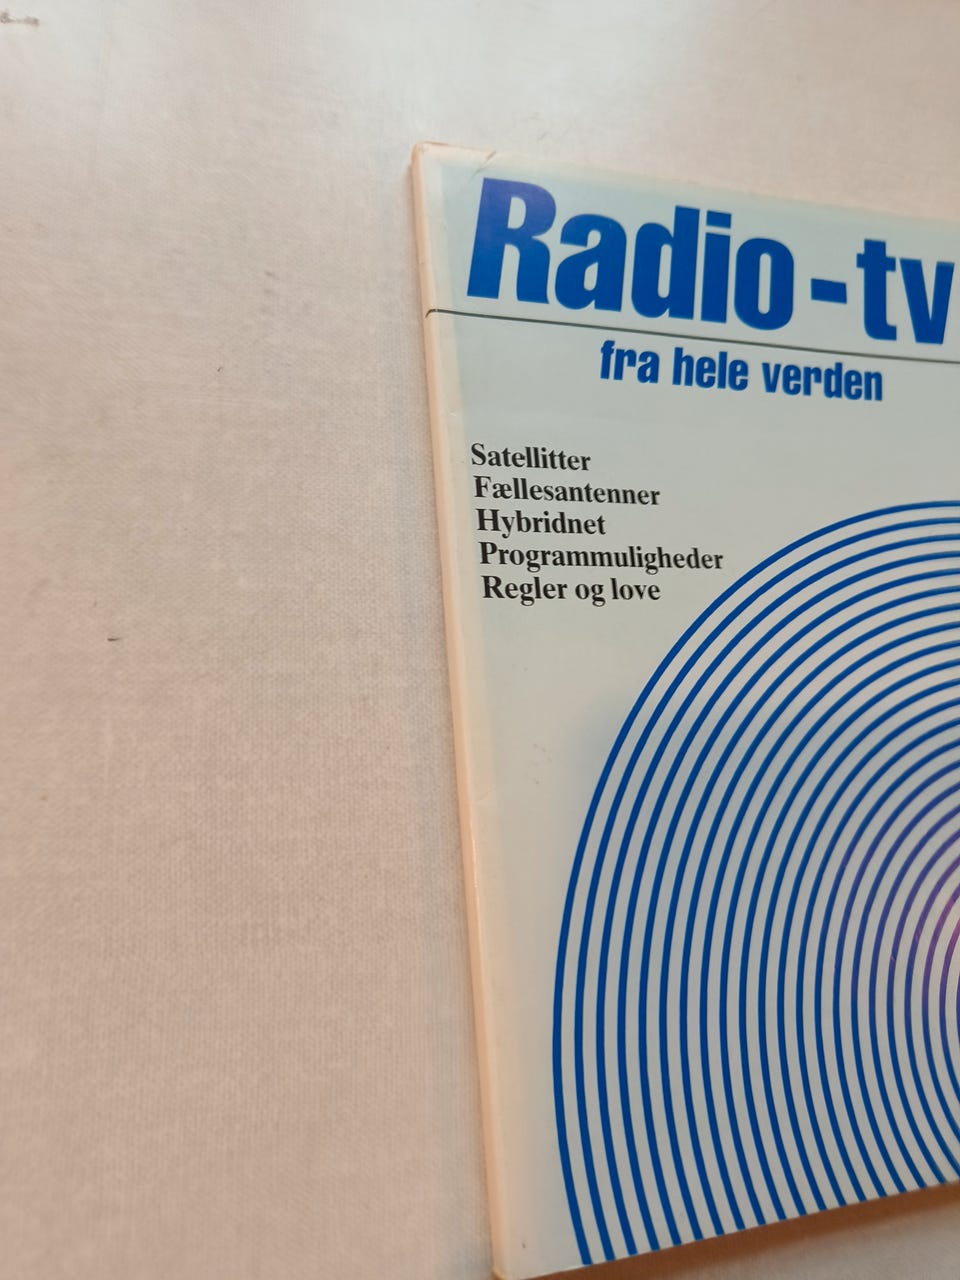 Radio-tv
fra hele verden
Satellitter
Fællesantenner
Hybridnet
Programmuligheder
Regler og love